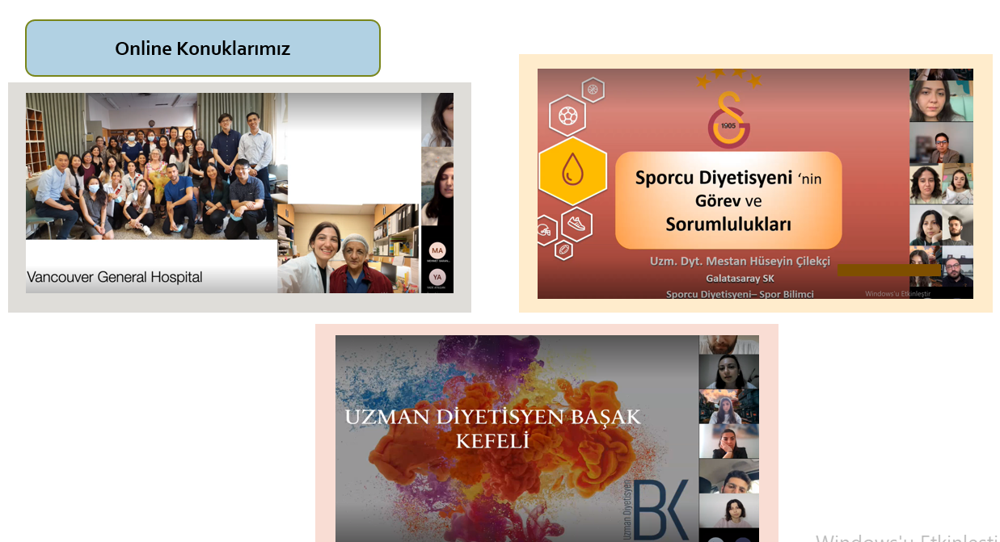 Online Konuklarımız
Vancouver General Hospital
MA
YA
1905
Sporcu Diyetisyeni ‘nin
Görev ve
Sorumlulukları
Uzm. Dyt. Mestan Hüseyin Çilekçi
Galatasaray SK
Sporcu Diyetisyeni– Spor Bilimci
Windows'u Etkinleştir
UZMAN DİYETİSYEN BAŞAK
KEFELİ
Uzman Diyetisyen
BK
Windows'u Etkinleşti